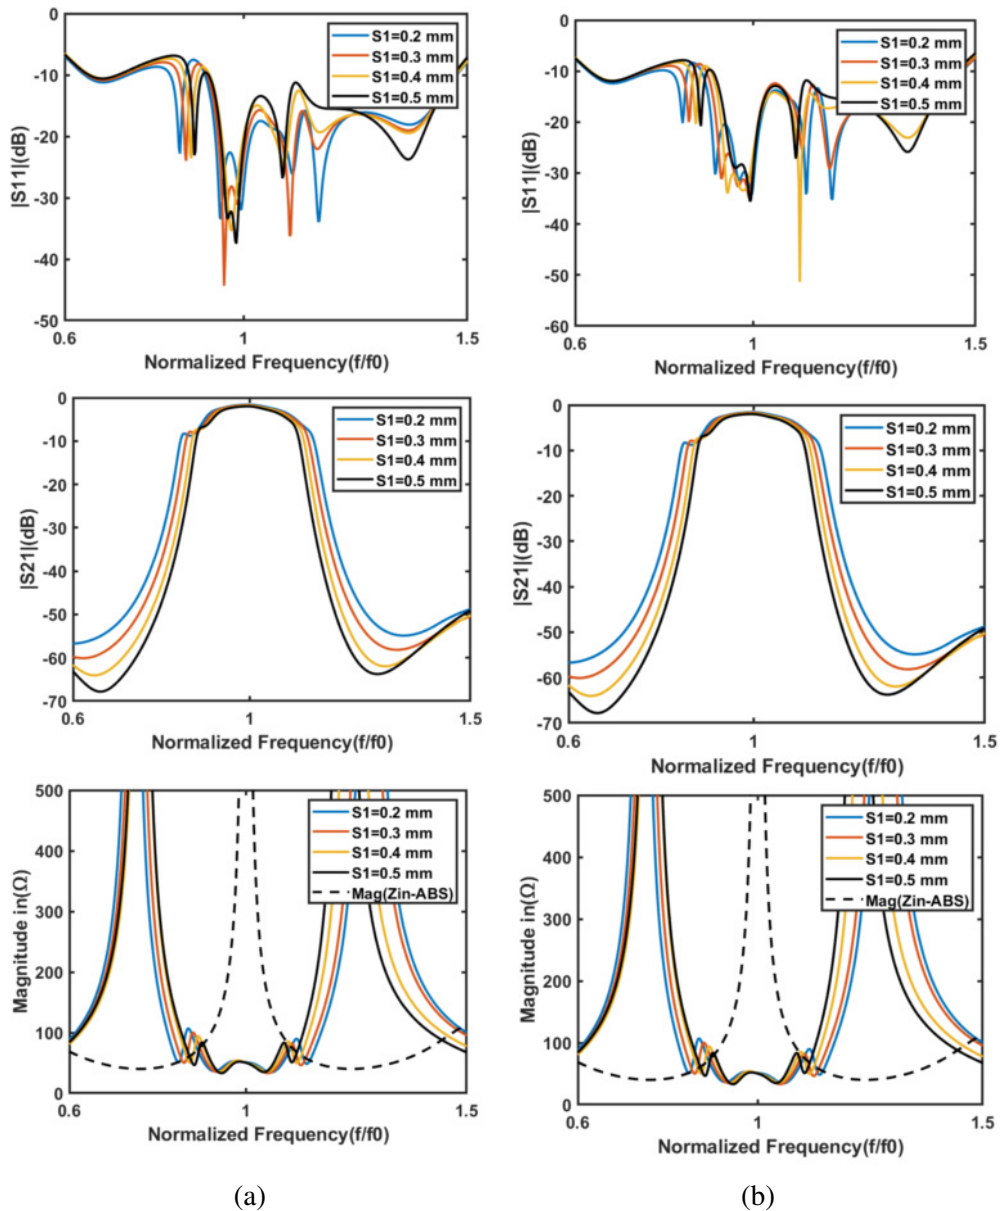 0
-10
-20
-30
-40
-50
0.6
1
1.5
|S11|(dB)
Normalized Frequency(f/f0)
S1=0.2 mm
S1=0.3 mm
S1=0.4 mm
S1=0.5 mm
0
-10
-20
-30
-40
-50
-60
0.6
1
1.5
|S11|(dB)
Normalized Frequency(f/f0)
S1=0.2 mm
S1=0.3 mm
S1=0.4 mm
S1=0.5 mm
0
-10
-20
-30
-40
-50
-60
-70
0.6
1
1.5
|S21|(dB)
Normalized Frequency(f/f0)
S1=0.2 mm
S1=0.3 mm
S1=0.4 mm
S1=0.5 mm
0
-10
-20
-30
-40
-50
-60
-70
0.6
1
1.5
|S21|(dB)
Normalized Frequency(f/f0)
S1=0.2 mm
S1=0.3 mm
S1=0.4 mm
S1=0.5 mm
500
400
300
200
100
0
0.6
1
1.5
Magnitude in(Ω)
Normalized Frequency(f/f0)
S1=0.2 mm
S1=0.3 mm
S1=0.4 mm
S1=0.5 mm
Mag(Zin-ABS)
500
400
300
200
100
0
0.6
1
1.5
Magnitude in(Ω)
Normalized Frequency(f/f0)
S1=0.2 mm
S1=0.3 mm
S1=0.4 mm
S1=0.5 mm
Mag(Zin-ABS)
(a)
(b)